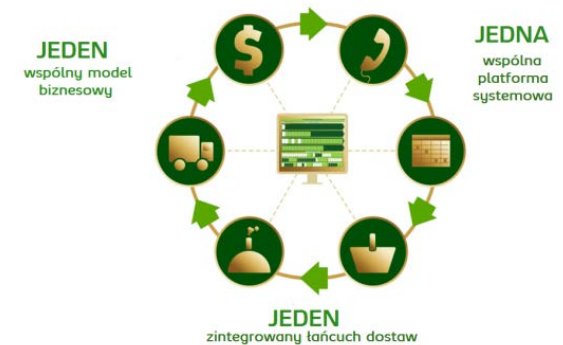 JEDEN
wspólny model
biznesowy
JEDNA
wspólna
platforma
systemowa
$
JEDEN
zintegrowany łańcuch dostaw